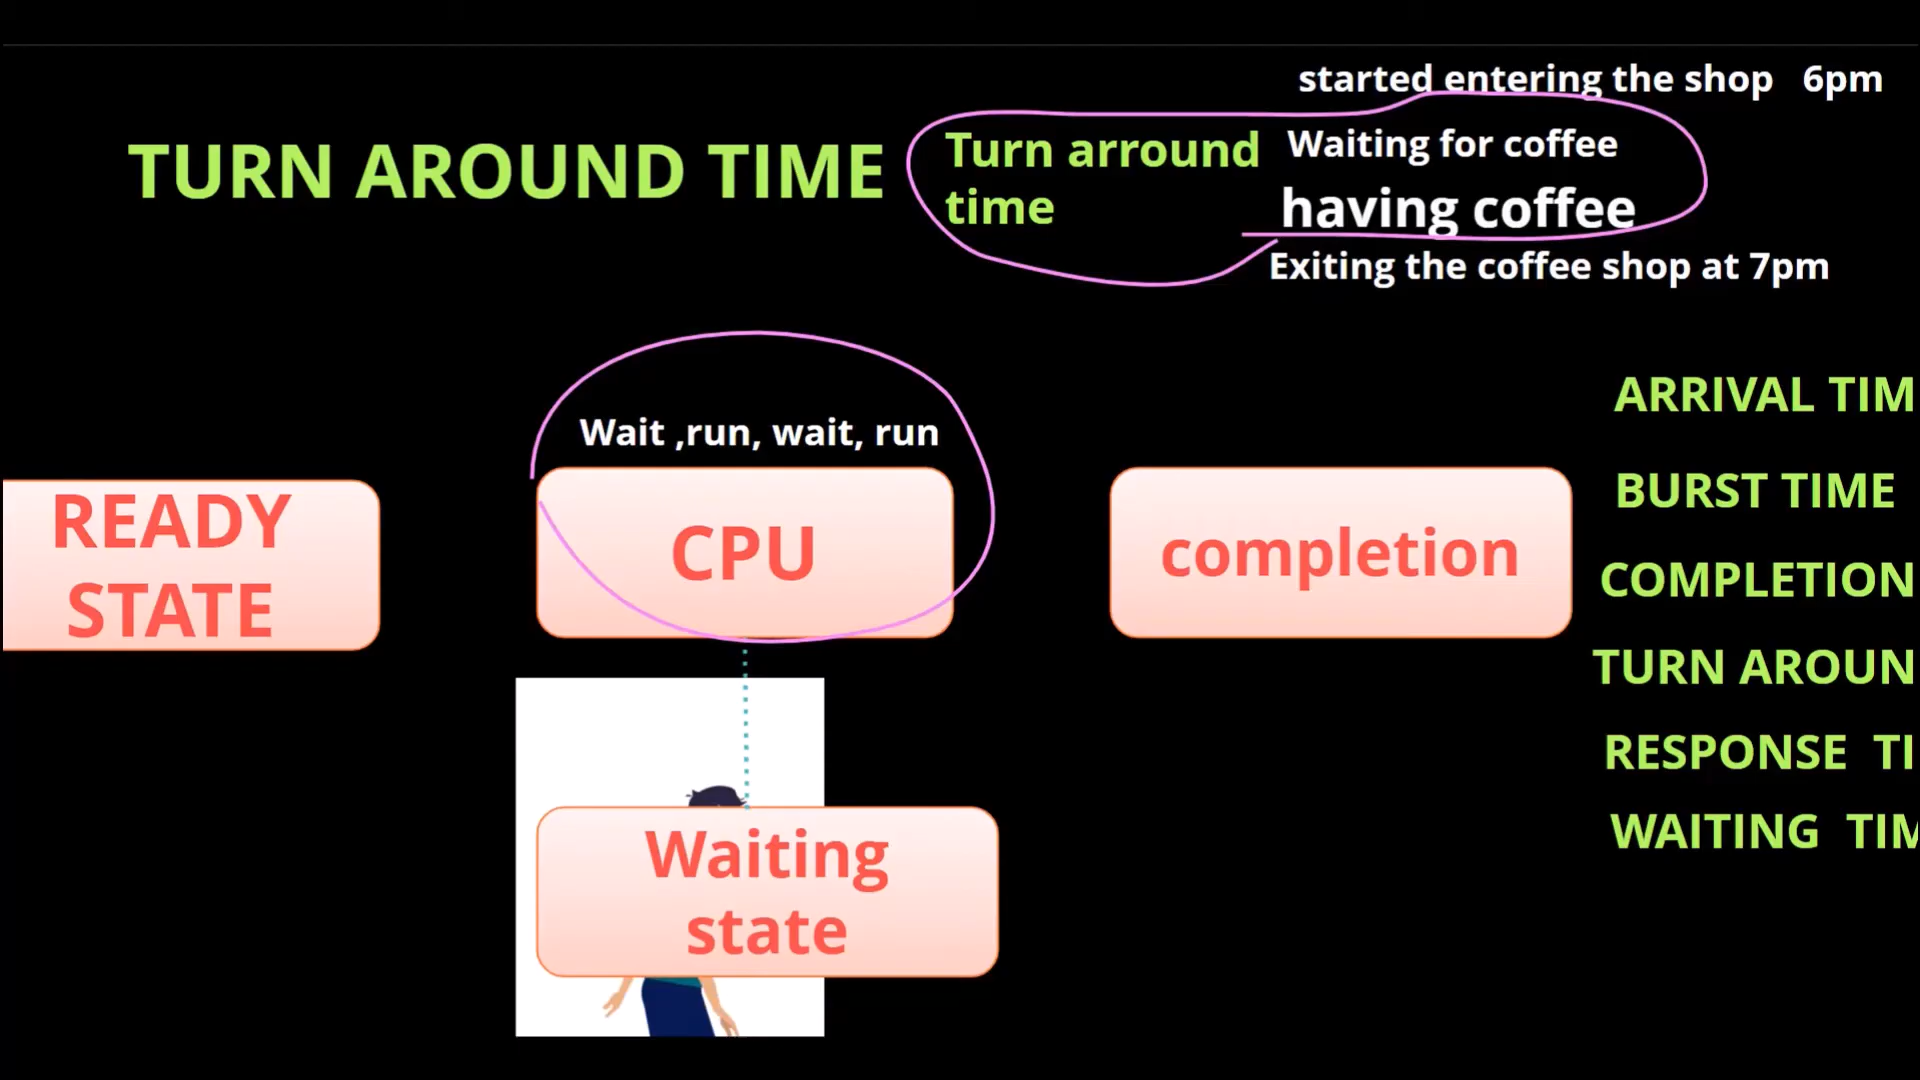 started entering the shop 6pm
TURN AROUND TIME
Turn arround
time
Waiting for coffee
having coffee
Exiting the coffee shop at 7pm
Wait ,run, wait, run
READY
STATE
CPU
completion
Waiting
state
ARRIVAL TIM
BURST TIME
COMPLETION
TURN AROUN
RESPONSE TI
WAITING TIM